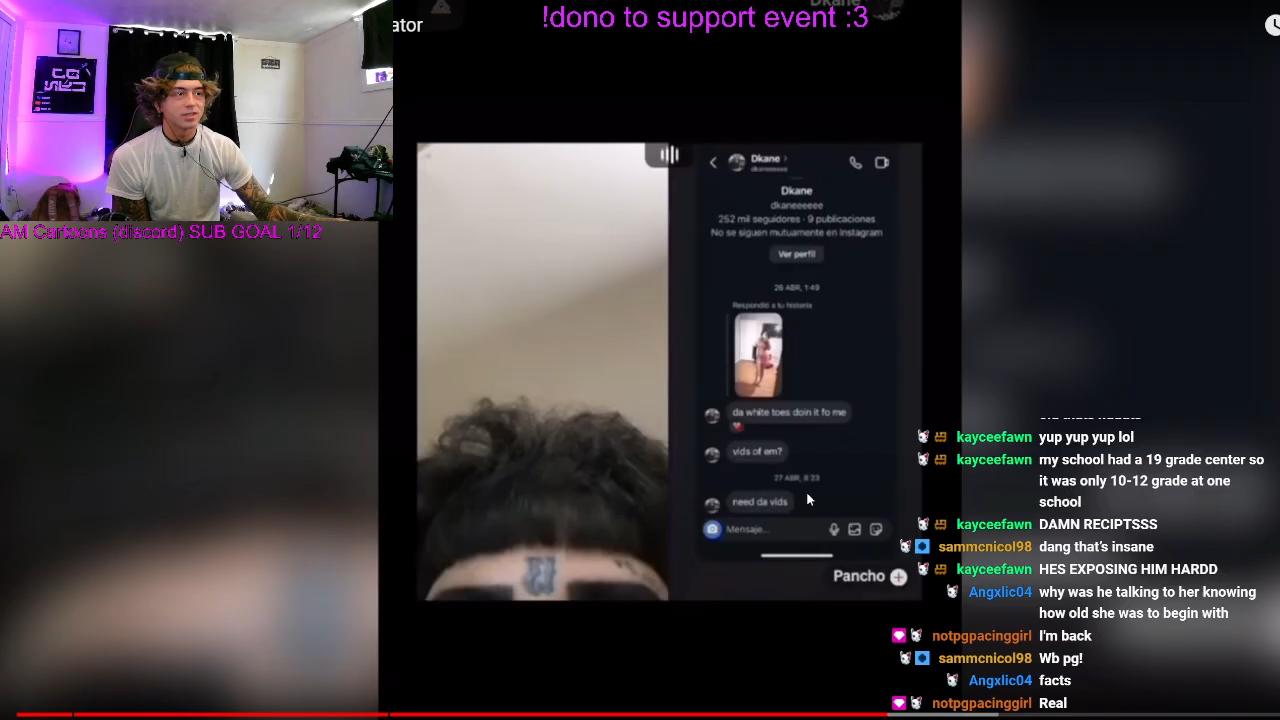 !dono to support event :3
ator
AM Cartoons (discord) SUB GOAL 1/12
Dkane
dkaneeeeee
Dkane
dkaneeeeee
252 mil seguidores · 9 publicaciones
No se siguen mutuamente en Instagram
Ver perfil
26 ABR, 1:49
Respondió a tu historia
da white toes doin it fo me
vids of em?
27 ABR, 8:23
need da vids
Mensaje...
Pancho
kayceefawn yup yup yup lol
kayceefawn my school had a 19 grade center so
it was only 10-12 grade at one
school
kayceefawn DAMN RECIPTSSS
sammcnicol98 dang that's insane
kayceefawn HES EXPOSING HIM HARDD
Angxlic04 why was he talking to her knowing
how old she was to begin with
notpgpacinggirl I'm back
sammcnicol98 Wb pg!
Angxlic04 facts
notpgpacinggirl Real